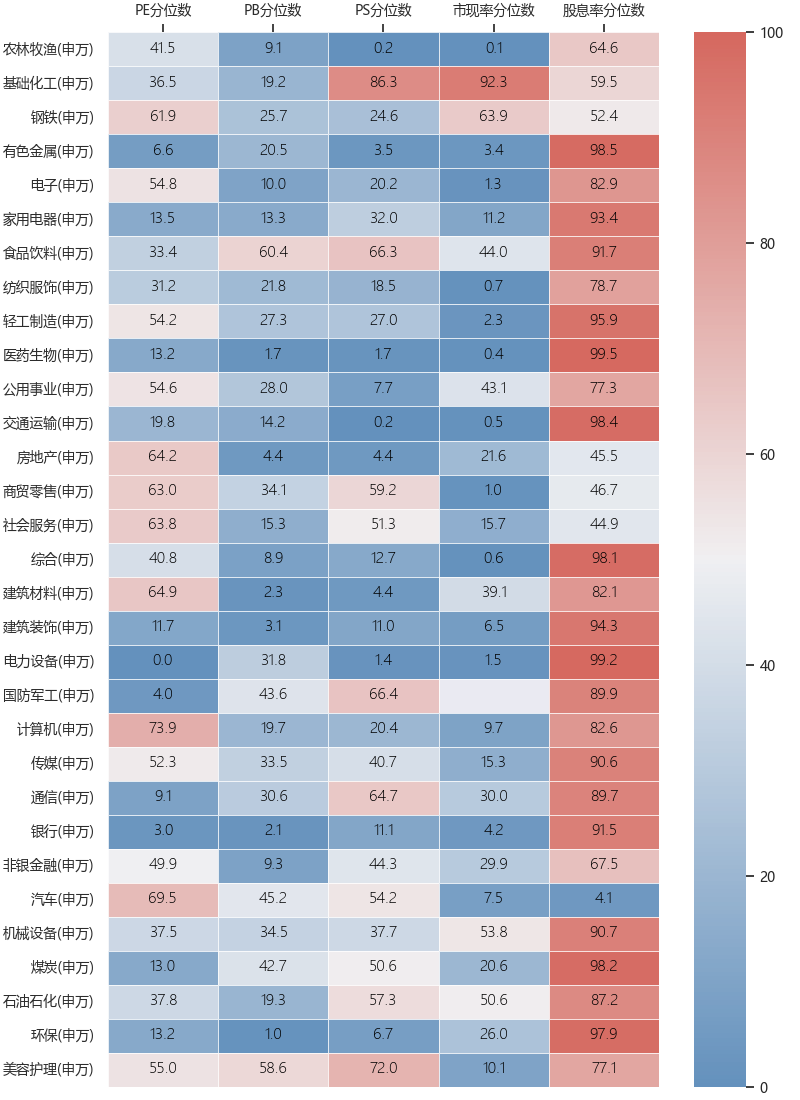 PE分位数 PB分位数 PS分位数 市现率分位数 股息率分位数
农林牧渔(申万) 41.5 9.1 0.2 0.1 64.6
基础化工(申万) 36.5 19.2 86.3 92.3 59.5
钢铁(申万) 61.9 25.7 24.6 63.9 52.4
有色金属(申万) 6.6 20.5 3.5 3.4 98.5
电子(申万) 54.8 10.0 20.2 1.3 82.9
家用电器(申万) 13.5 13.3 32.0 11.2 93.4
食品饮料(申万) 33.4 60.4 66.3 44.0 91.7
纺织服饰(申万) 31.2 21.8 18.5 0.7 78.7
轻工制造(申万) 54.2 27.3 27.0 2.3 95.9
医药生物(申万) 13.2 1.7 1.7 0.4 99.5
公用事业(申万) 54.6 28.0 7.7 43.1 77.3
交通运输(申万) 19.8 14.2 0.2 0.5 98.4
房地产(申万) 64.2 4.4 4.4 21.6 45.5
商贸零售(申万) 63.0 34.1 59.2 1.0 46.7
社会服务(申万) 63.8 15.3 51.3 15.7 44.9
综合(申万) 40.8 8.9 12.7 0.6 98.1
建筑材料(申万) 64.9 2.3 4.4 39.1 82.1
建筑装饰(申万) 11.7 3.1 11.0 6.5 94.3
电力设备(申万) 0.0 31.8 1.4 1.5 99.2
国防军工(申万) 4.0 43.6 66.4 89.9
计算机(申万) 73.9 19.7 20.4 9.7 82.6
传媒(申万) 52.3 33.5 40.7 15.3 90.6
通信(申万) 9.1 30.6 64.7 30.0 89.7
银行(申万) 3.0 2.1 11.1 4.2 91.5
非银金融(申万) 49.9 9.3 44.3 29.9 67.5
汽车(申万) 69.5 45.2 54.2 7.5 4.1
机械设备(申万) 37.5 34.5 37.7 53.8 90.7
煤炭(申万) 13.0 42.7 50.6 20.6 98.2
石油石化(申万) 37.8 19.3 57.3 50.6 87.2
环保(申万) 13.2 1.0 6.7 26.0 97.9
美容护理(申万) 55.0 58.6 72.0 10.1 77.1
100
80
60
40
20
0